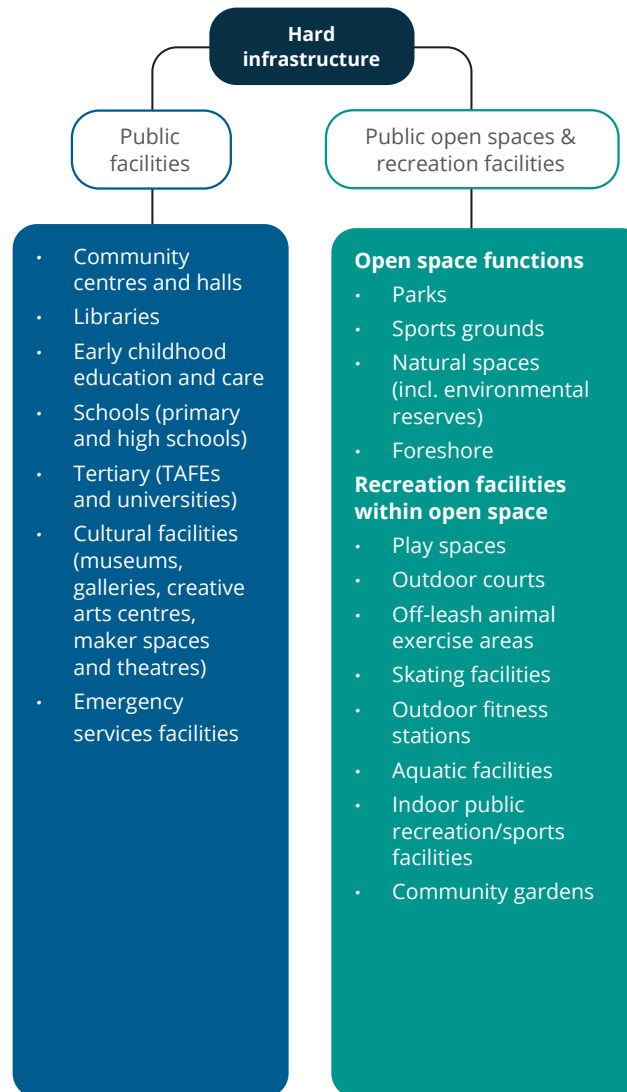 Hard
infrastructure
Public
facilities
Public open spaces &
recreation facilities
· Community
centres and halls
· Libraries
· Early childhood
education and care
· Schools (primary
and high schools)
· Tertiary (TAFEs
and universities)
· Cultural facilities
(museums,
galleries, creative
arts centres,
maker spaces
and theatres)
· Emergency
services facilities
Open space functions
· Parks
· Sports grounds
· Natural spaces
(incl. environmental
reserves)
· Foreshore
Recreation facilities
within open space
· Play spaces
· Outdoor courts
· Off-leash animal
exercise areas
· Skating facilities
· Outdoor fitness
stations
· Aquatic facilities
· Indoor public
recreation/sports
facilities
· Community gardens